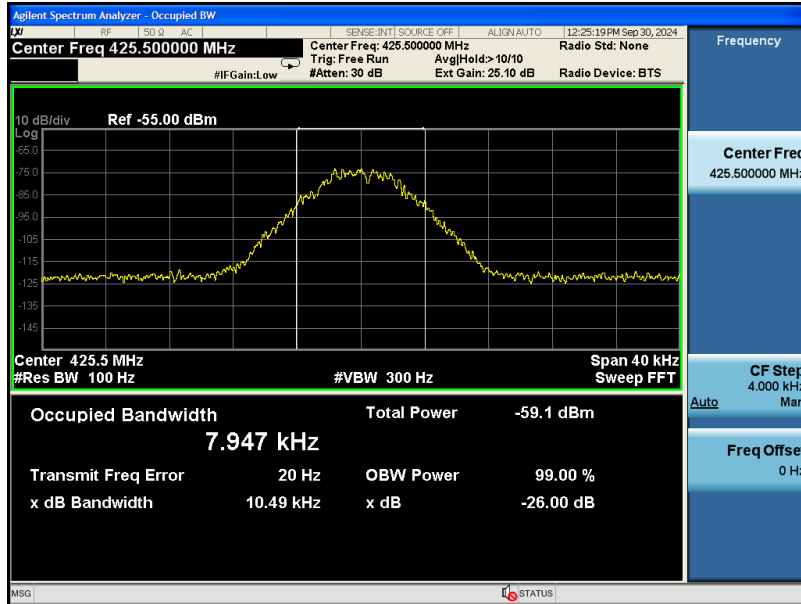 Agilent Spectrum Analyzer - Occupied BW
LXI RF 50 Ω AC SENSE:INT SOURCE OFF ALIGN AUTO 12:25:19 PM Sep 30, 2024
Center Freq 425.500000 MHz Center Freq: 425.500000 MHz Radio Std: None
Trig: Free Run Avg|Hold:>10/10
#IFGain:Low #Atten: 30 dB Ext Gain: 25.10 dB Radio Device: BTS
10 dB/div Ref -55.00 dBm
Log
-65.0
-75.0
-85.0
-95.0
-105
-115
-125
-135
-145
Center 425.5 MHz Span 40 kHz
#Res BW 100 Hz #VBW 300 Hz Sweep FFT
Occupied Bandwidth Total Power -59.1 dBm
7.947 kHz
Transmit Freq Error 20 Hz OBW Power 99.00 %
x dB Bandwidth 10.49 kHz x dB -26.00 dB
MSG STATUS
Frequency
Center Freq
425.500000 MHz
CF Step
4.000 kHz
Auto Man
Freq Offset
0 Hz